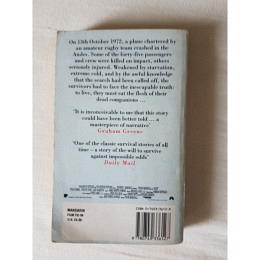 On 13th October 1972, a plane chartered by
an amateur rugby team crashed in the
Andes. Some of the forty-five passengers
and crew were killed on impact, others
seriously injured. Weakened by starvation,
extreme cold, and by the awful knowledge
that the search had been called off, the
survivors had to face the inescapable truth:
to live, they must eat the flesh of their
dead companions ...
"It is inconceivable to me that this story
could have been better told ... a
masterpiece of narrative"
Graham Greene
"One of the classic survival stories of all
time – a story of the will to survive
against impossible odds"
Daily Mail
MANDARIN